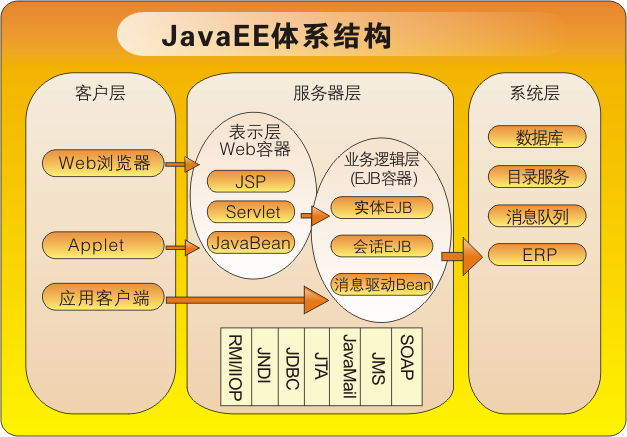 JavaEE体系结构
客户层
Web浏览器
Applet
应用客户端
服务器层
表示层
Web容器
JSP
Servlet
JavaBean
业务逻辑层
(EJB容器)
实体EJB
会话EJB
消息驱动Bean
RMI/IIOP
JNDI
JDBC
JTA
JavaMail
JMS
SOAP
系统层
数据库
目录服务
消息队列
ERP